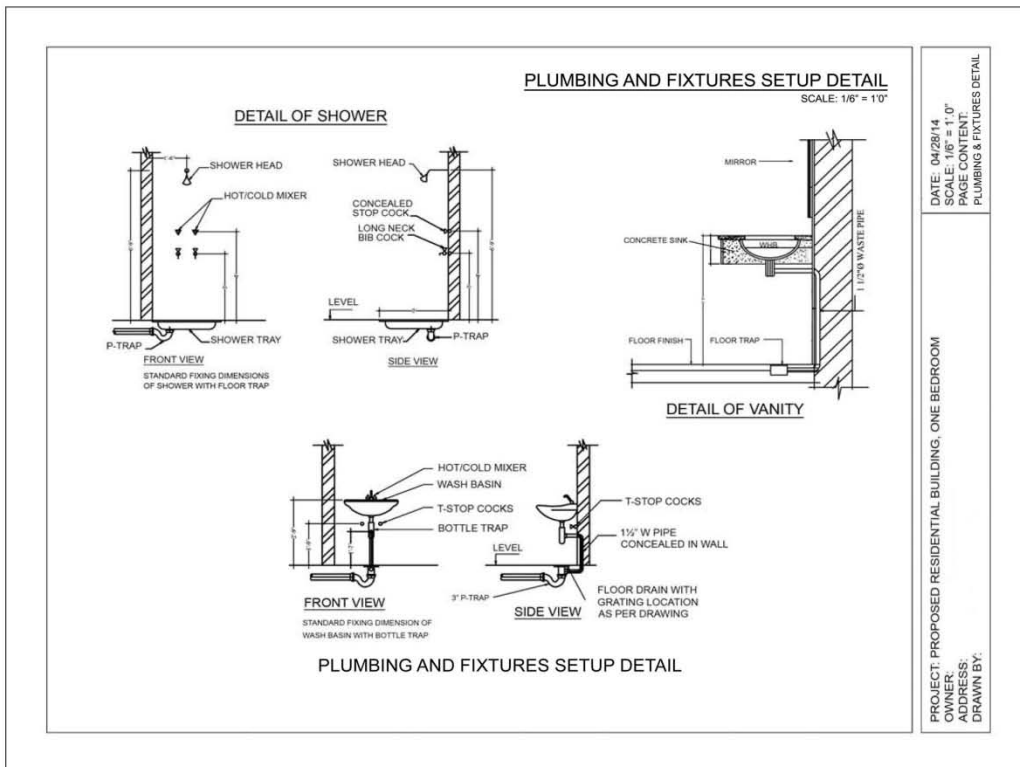 PLUMBING AND FIXTURES SETUP DETAIL
SCALE: 1/6" = 1'0"
DETAIL OF SHOWER
SHOWER HEAD
HOT/COLD MIXER
P-TRAP
SHOWER TRAY
FRONT VIEW
STANDARD FIXING DIMENSIONS
OF SHOWER WITH FLOOR TRAP
SHOWER HEAD
CONCEALED
STOP COCK
LONG NECK
BIB COCK
LEVEL
SHOWER TRAY
P-TRAP
SIDE VIEW
MIRROR
CONCRETE SINK
WHB
1 1/2"Ø WASTE PIPE
FLOOR FINISH
FLOOR TRAP
DETAIL OF VANITY
HOT/COLD MIXER
WASH BASIN
T-STOP COCKS
BOTTLE TRAP
FRONT VIEW
STANDARD FIXING DIMENSION OF
WASH BASIN WITH BOTTLE TRAP
LEVEL
3" P-TRAP
SIDE VIEW
T-STOP COCKS
1½" W PIPE
CONCEALED IN WALL
FLOOR DRAIN WITH
GRATING LOCATION
AS PER DRAWING
PLUMBING AND FIXTURES SETUP DETAIL
DATE: 04/28/14
SCALE: 1/6" = 1',0"
PAGE CONTENT:
PLUMBING & FIXTURES DETAIL
PROJECT: PROPOSED RESIDENTIAL BUILDING, ONE BEDROOM
OWNER:
ADDRESS:
DRAWN BY: